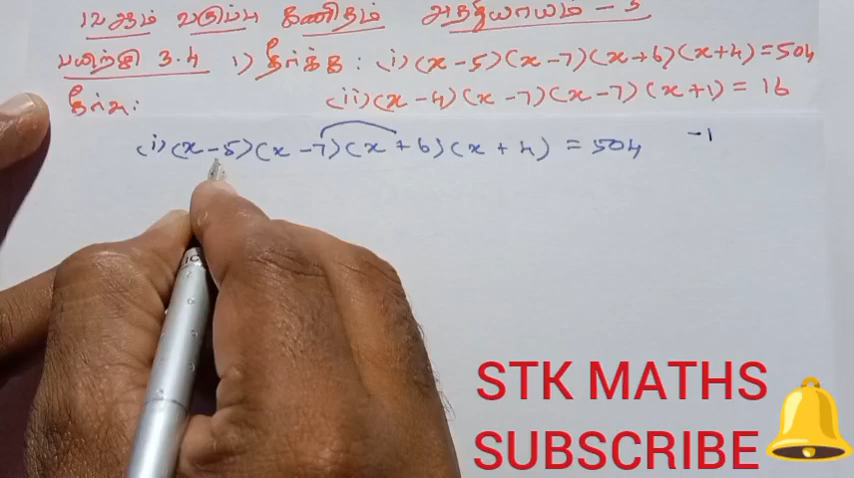 12ஆம் வகுப்பு கணிதம் அத்தியாயம் - 3
பயிற்சி 3.4 1) தீர்க்க : (i) (x-5)(x-7)(x+6)(x+4)=504
தீர்வு: (ii) (x-4)(x-7)(x-7)(x+1)= 16
(i) (x-5)(x-7)(x+6)(x+4) = 504 -1
STK MATHS
SUBSCRIBE